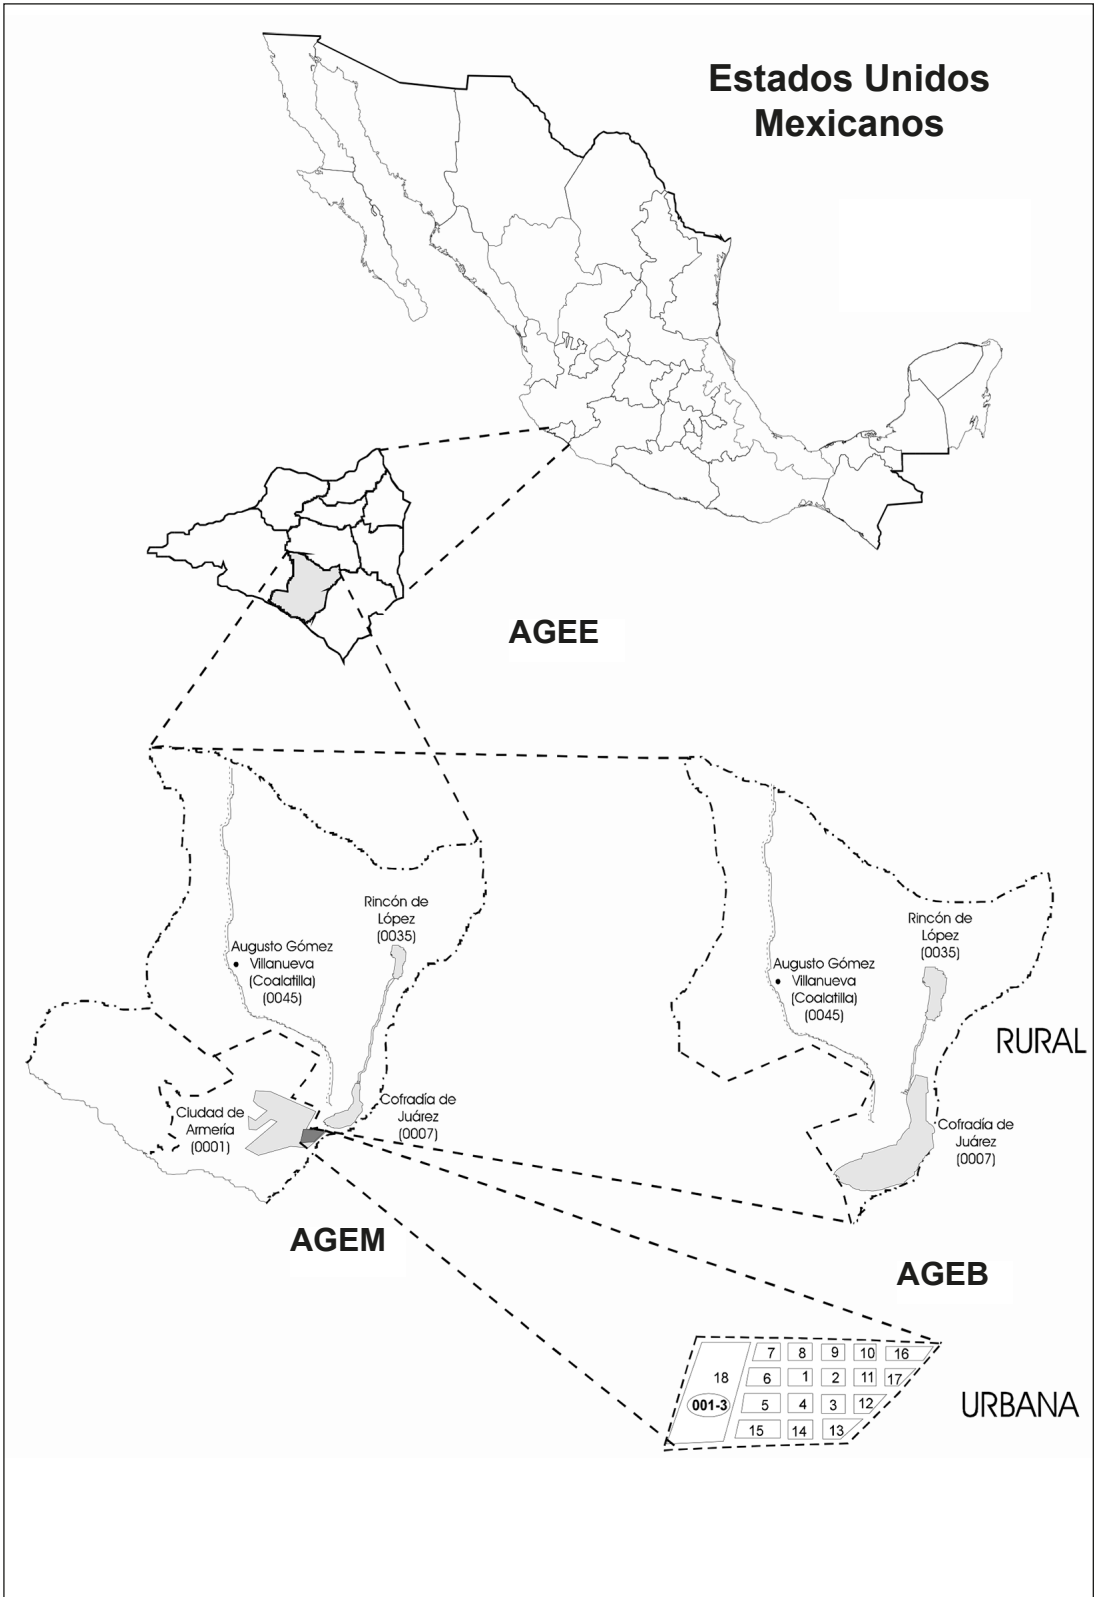 Estados Unidos
Mexicanos
AGEE
Rincón de
López
(0035)
Augusto Gómez
Villanueva
(Coalatilla)
(0045)
Ciudad de
Armería
(0001)
Cofradía de
Juárez
(0007)
AGEM
Rincón de
López
(0035)
Augusto Gómez
Villanueva
(Coalatilla)
(0045)
RURAL
Cofradía de
Juárez
(0007)
AGEB
7 8 9 10 16
18 6 1 2 11 17
001-3 5 4 3 12
15 14 13
URBANA